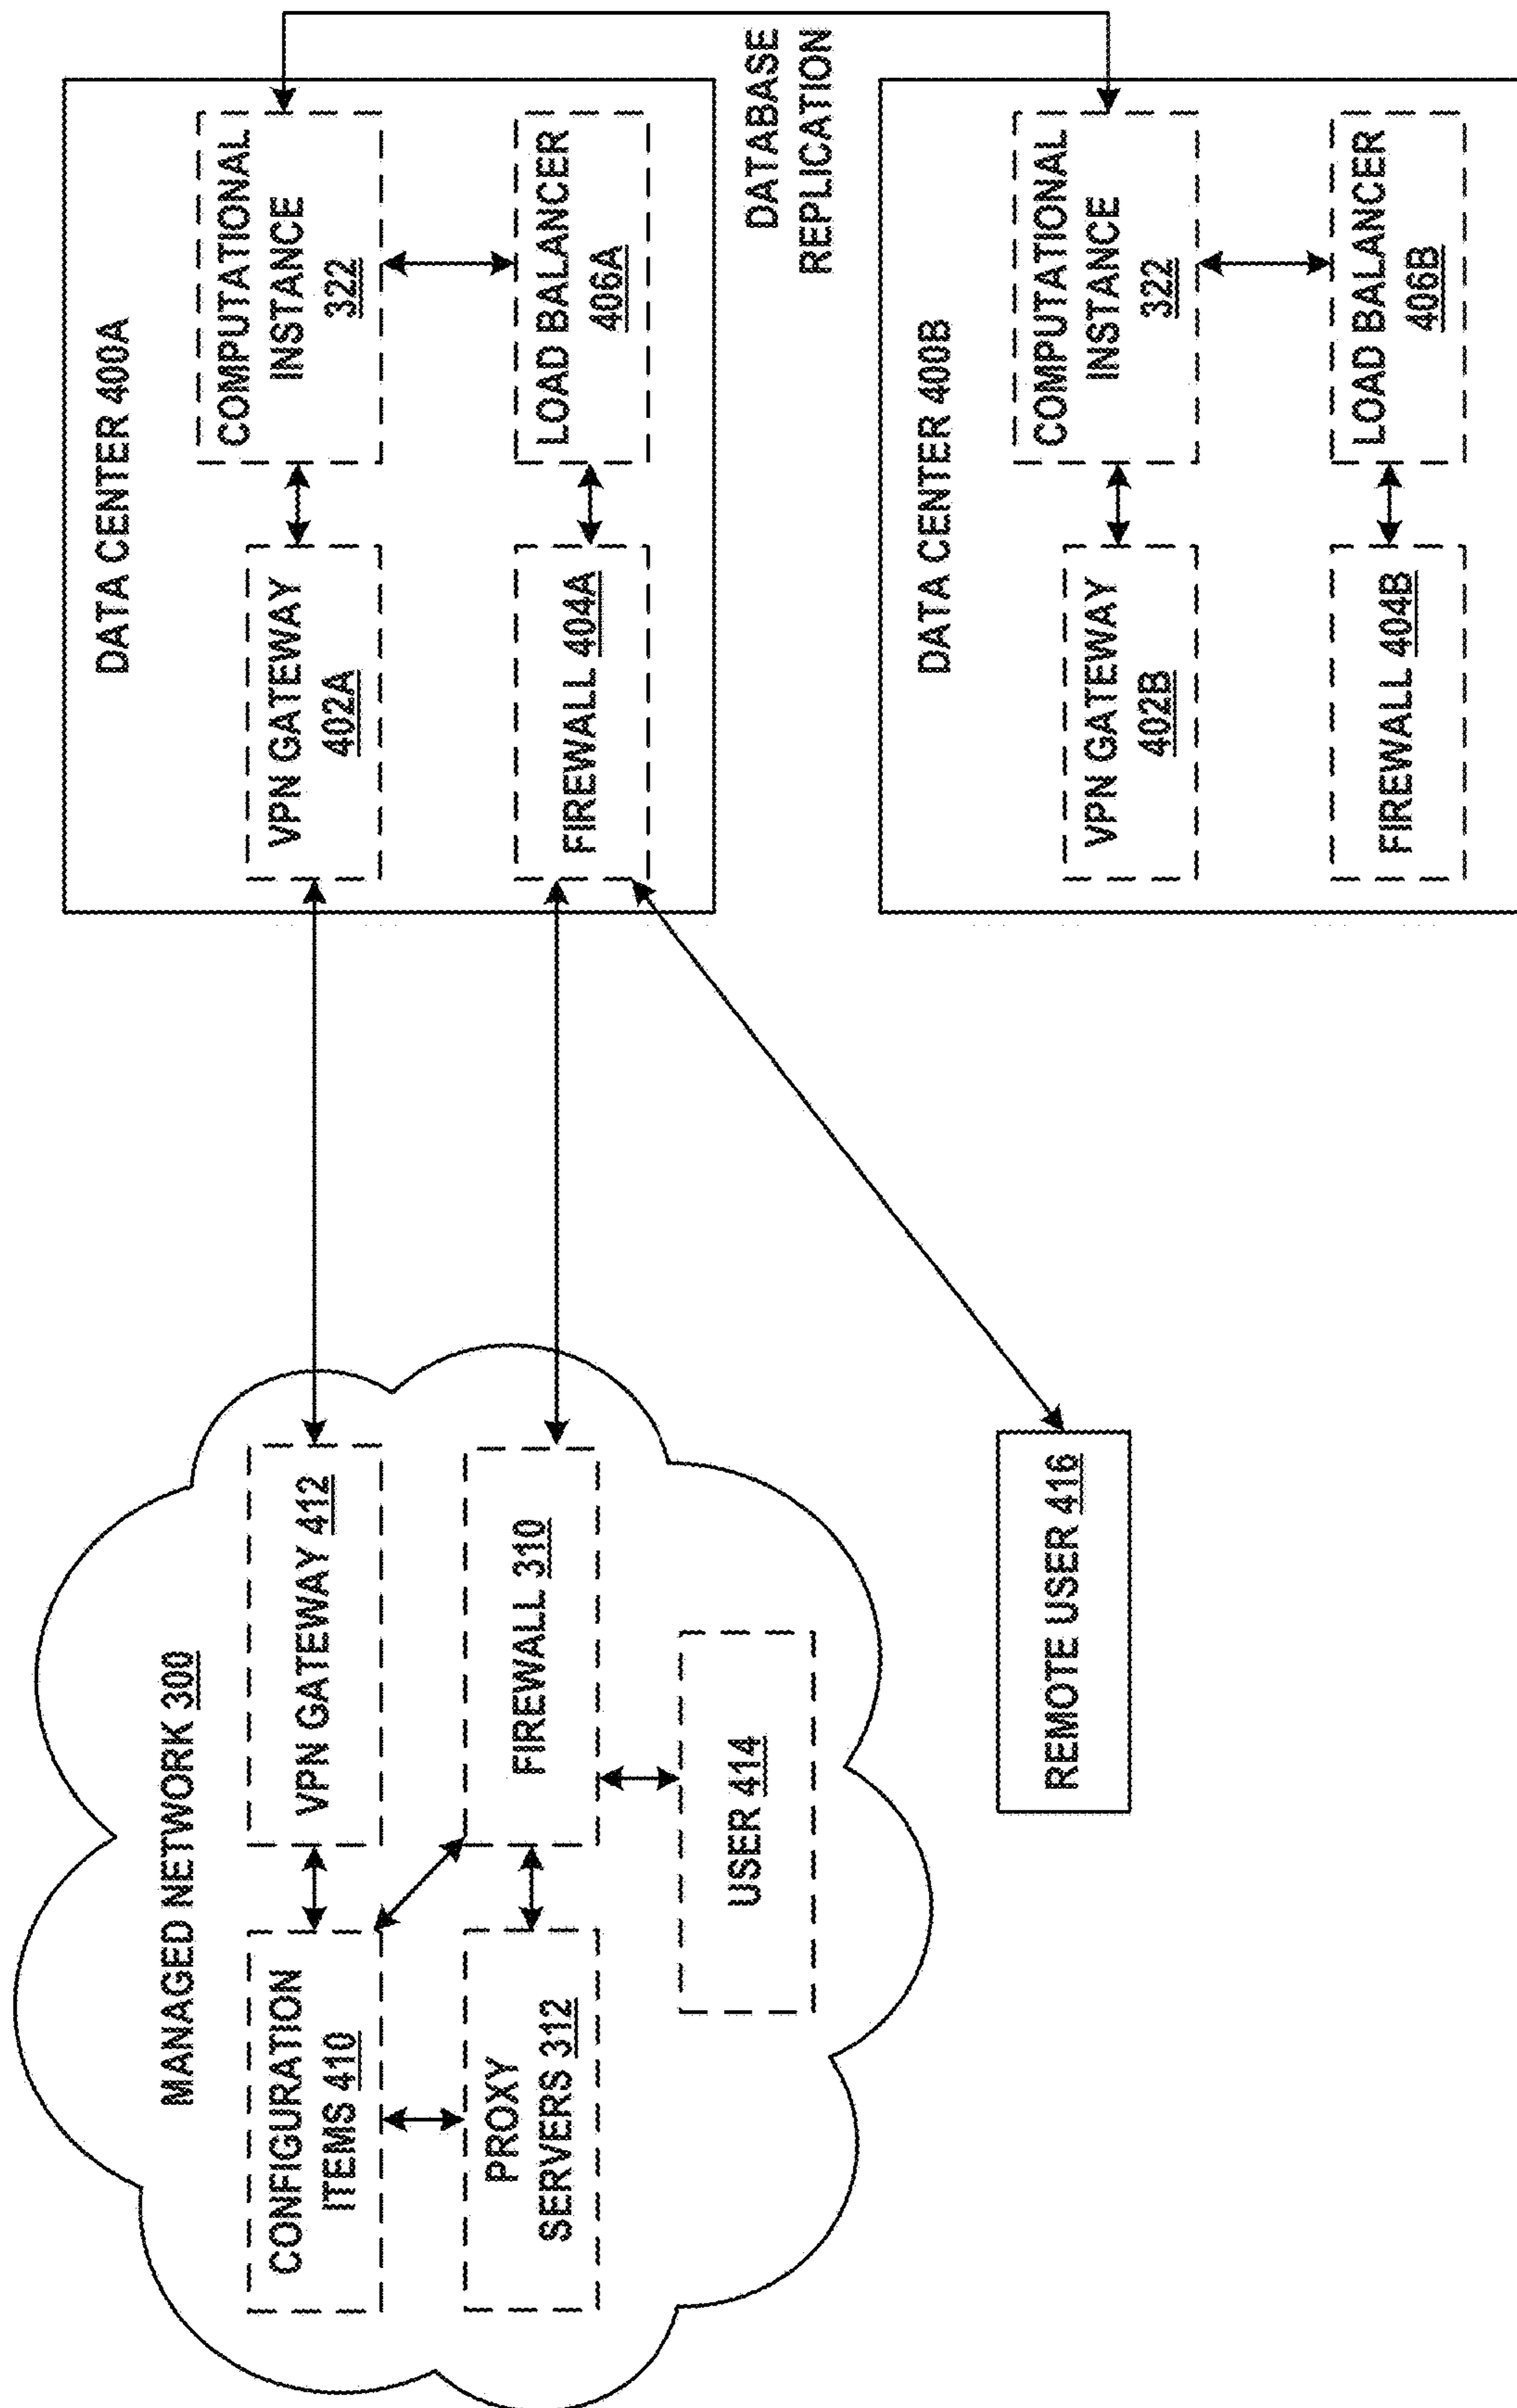 MANAGED NETWORK 300
CONFIGURATION
ITEMS 410
VPN GATEWAY 412
PROXY
SERVERS 312
FIREWALL 310
USER 414
REMOTE USER 416
DATA CENTER 400A
VPN GATEWAY
402A
COMPUTATIONAL
INSTANCE
322
FIREWALL 404A
LOAD BALANCER
406A
DATABASE
REPLICATION
DATA CENTER 400B
VPN GATEWAY
402B
COMPUTATIONAL
INSTANCE
322
FIREWALL 404B
LOAD BALANCER
406B